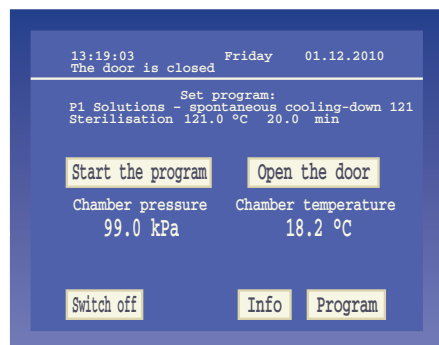 13:19:03 Friday 01.12.2010
The door is closed
Set program:
P1 Solutions - spontaneous cooling-down 121
Sterilisation 121.0 ºC 20.0 min
Start the program Open the door
Chamber pressure Chamber temperature
99.0 kPa 18.2 ºC
Switch off Info Program